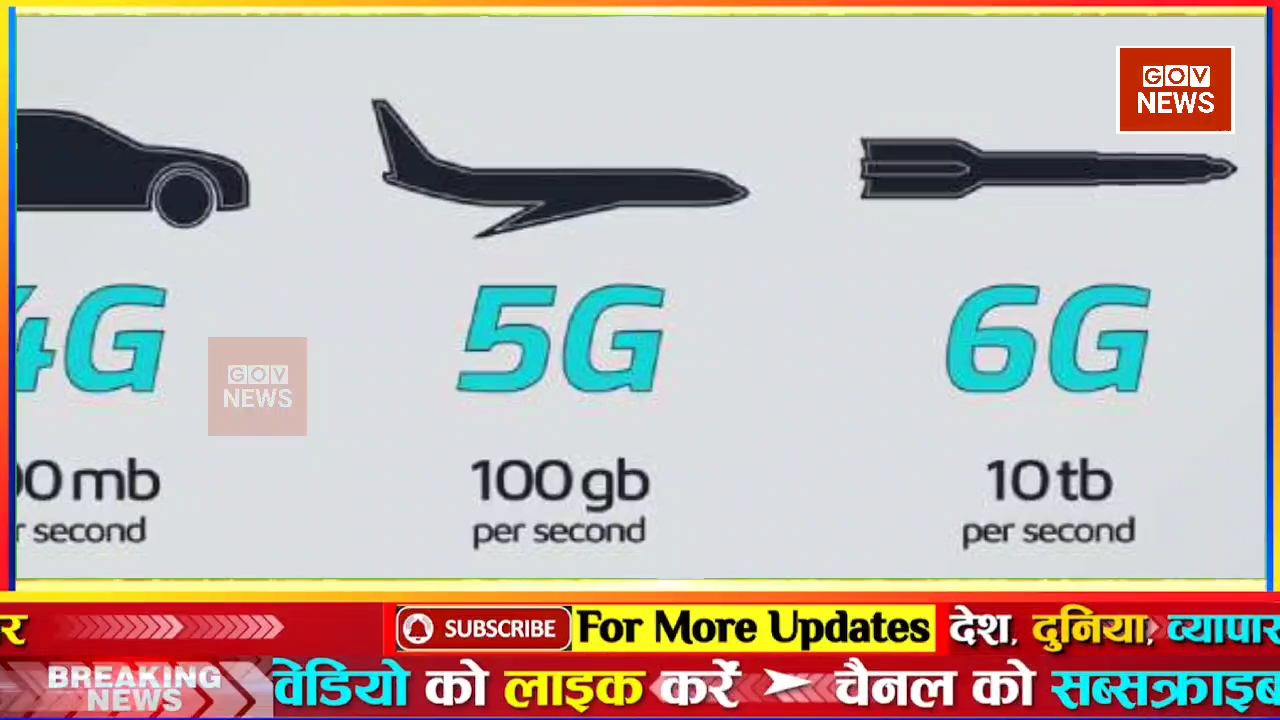 GOV
NEWS
4G
5G
6G
GOV
NEWS
mb
100 gb
10 tb
second
per second
per second
SUBSCRIBE
For More Updates
देश, दुनिया, व्यापार
BREAKING
NEWS
विडियो को लाइक करें
चैनल को सब्सक्राइब